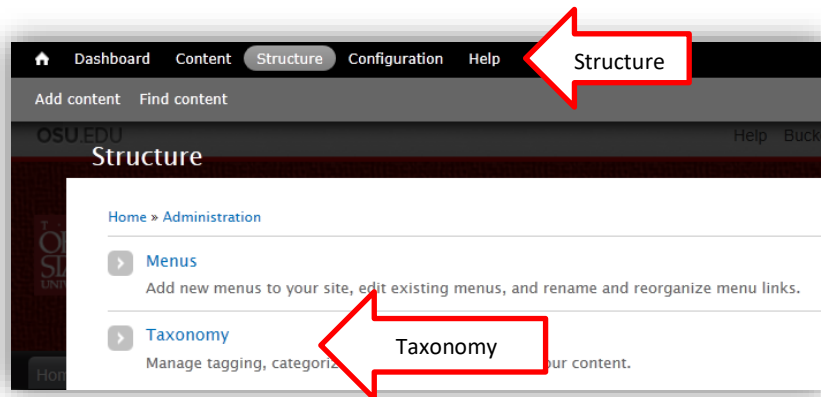 Dashboard Content Structure Configuration Help
Structure
Add content Find content
OSU.EDU Help Buck
Structure
Home » Administration
Menus
Add new menus to your site, edit existing menus, and rename and reorganize menu links.
Taxonomy
Taxonomy
Manage tagging, categoriz our content.
Hom